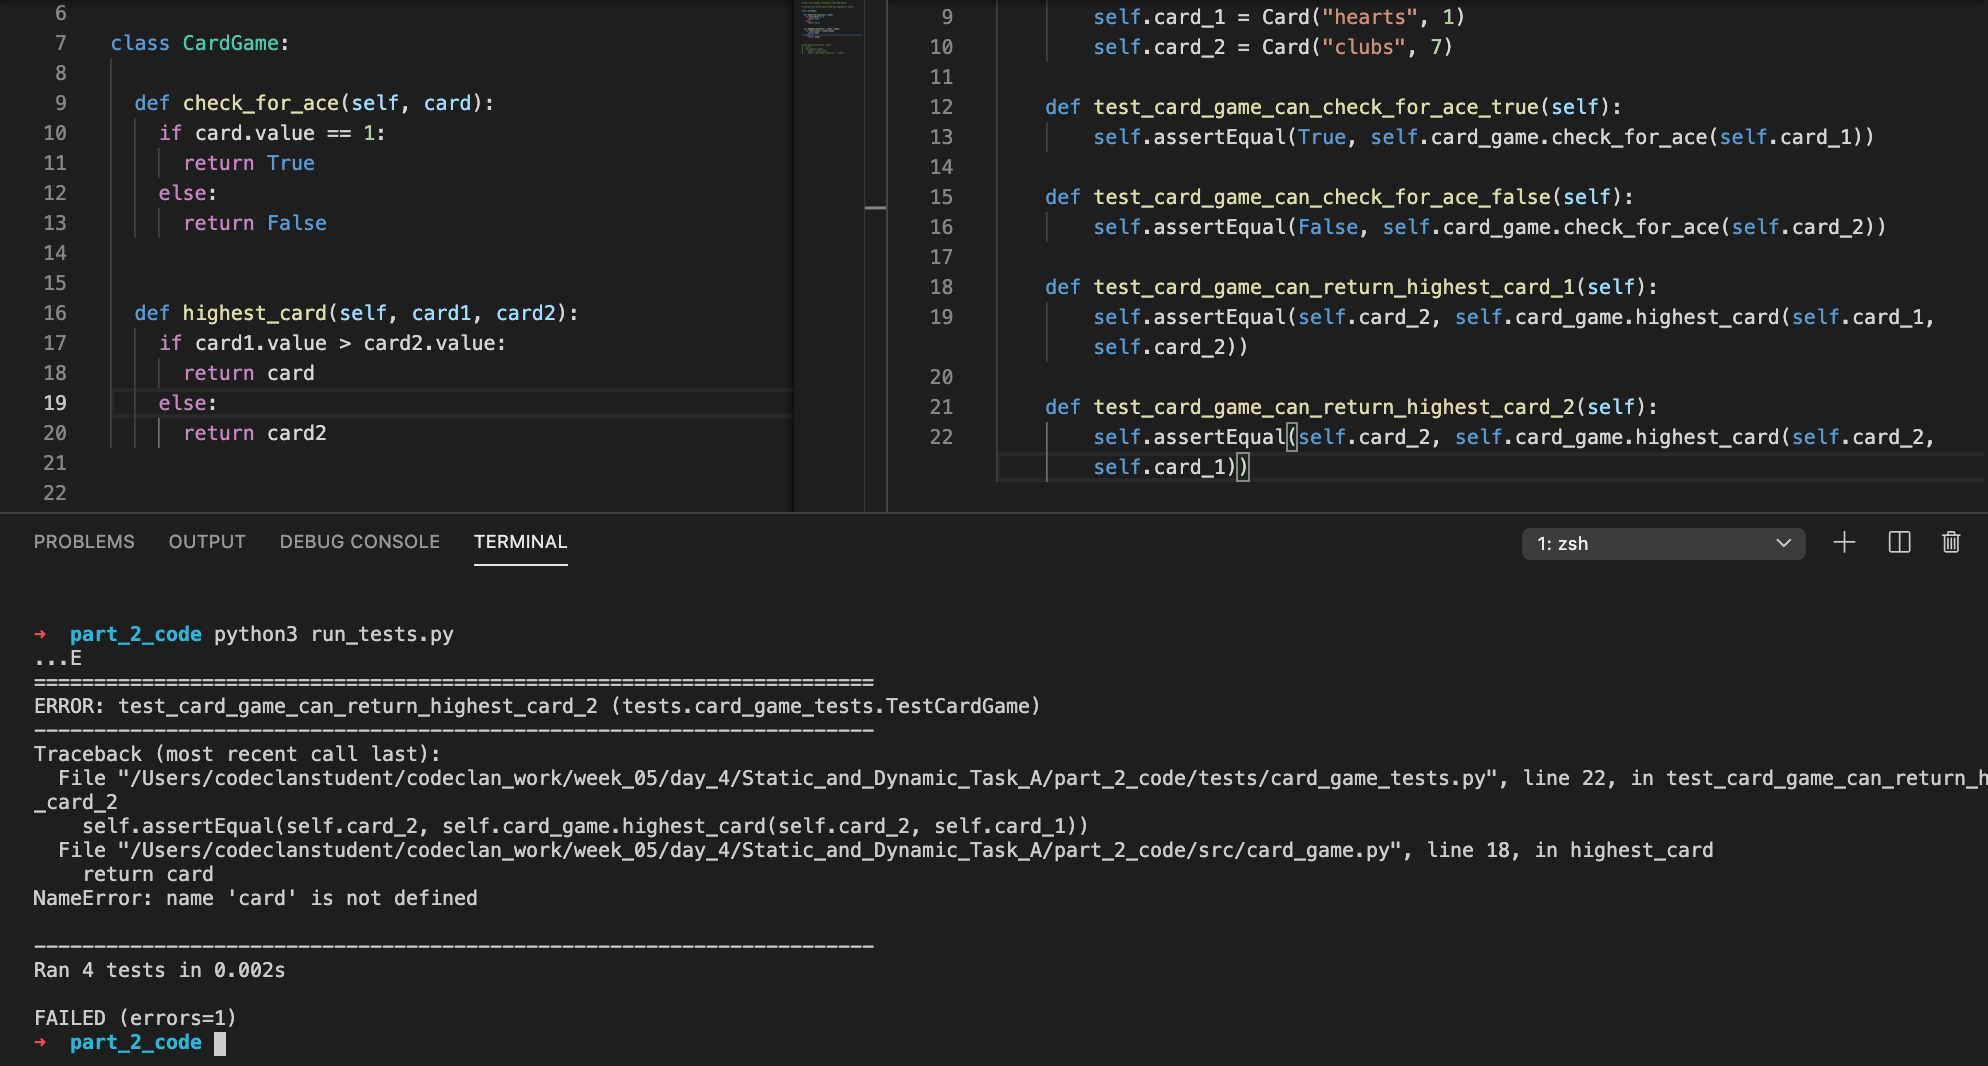 6
7 class CardGame:
8
9 def check_for_ace(self, card):
10 if card.value == 1:
11 return True
12 else:
13 return False
14
15
16 def highest_card(self, card1, card2):
17 if card1.value > card2.value:
18 return card
19 else:
20 return card2
21
22
9 self.card_1 = Card("hearts", 1)
10 self.card_2 = Card("clubs", 7)
11
12 def test_card_game_can_check_for_ace_true(self):
13 self.assertEqual(True, self.card_game.check_for_ace(self.card_1))
14
15 def test_card_game_can_check_for_ace_false(self):
16 self.assertEqual(False, self.card_game.check_for_ace(self.card_2))
17
18 def test_card_game_can_return_highest_card_1(self):
19 self.assertEqual(self.card_2, self.card_game.highest_card(self.card_1,
self.card_2))
20
21 def test_card_game_can_return_highest_card_2(self):
22 self.assertEqual(self.card_2, self.card_game.highest_card(self.card_2,
self.card_1))
PROBLEMS OUTPUT DEBUG CONSOLE TERMINAL 1: zsh
➜ part_2_code python3 run_tests.py
...E
======================================================================
ERROR: test_card_game_can_return_highest_card_2 (tests.card_game_tests.TestCardGame)
----------------------------------------------------------------------
Traceback (most recent call last):
File "/Users/codeclanstudent/codeclan_work/week_05/day_4/Static_and_Dynamic_Task_A/part_2_code/tests/card_game_tests.py", line 22, in test_card_game_can_return_h
_card_2
self.assertEqual(self.card_2, self.card_game.highest_card(self.card_2, self.card_1))
File "/Users/codeclanstudent/codeclan_work/week_05/day_4/Static_and_Dynamic_Task_A/part_2_code/src/card_game.py", line 18, in highest_card
return card
NameError: name 'card' is not defined
----------------------------------------------------------------------
Ran 4 tests in 0.002s
FAILED (errors=1)
➜ part_2_code